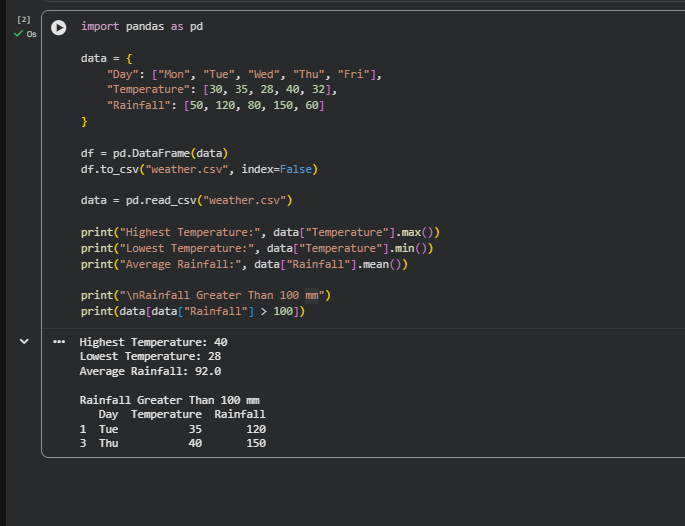 [2]
0s
import pandas as pd
data = {
    "Day": ["Mon", "Tue", "Wed", "Thu", "Fri"],
    "Temperature": [30, 35, 28, 40, 32],
    "Rainfall": [50, 120, 80, 150, 60]
}
df = pd.DataFrame(data)
df.to_csv("weather.csv", index=False)
data = pd.read_csv("weather.csv")
print("Highest Temperature:", data["Temperature"].max())
print("Lowest Temperature:", data["Temperature"].min())
print("Average Rainfall:", data["Rainfall"].mean())
print("\nRainfall Greater Than 100 mm")
print(data[data["Rainfall"] > 100])
Highest Temperature: 40
Lowest Temperature: 28
Average Rainfall: 92.0
Rainfall Greater Than 100 mm
   Day  Temperature  Rainfall
1  Tue           35       120
3  Thu           40       150